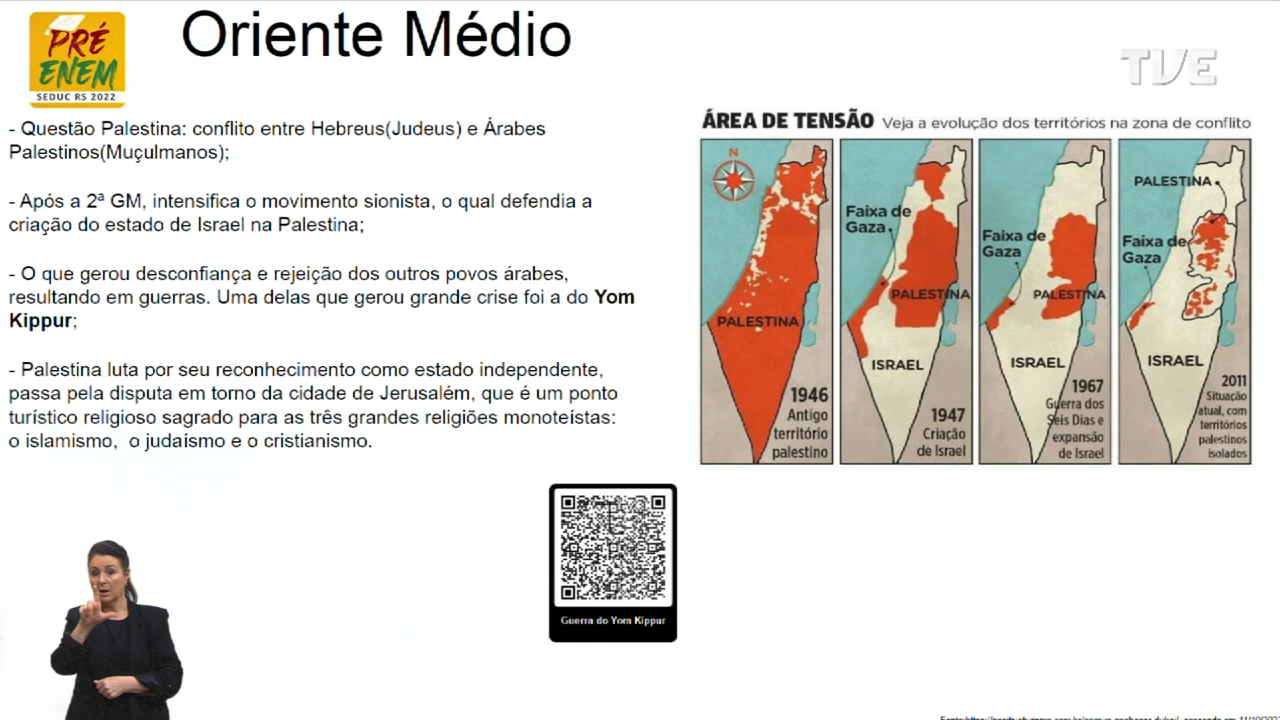 PRÉ
ENEM
SEDUC RS 2022
Oriente Médio
TVE
- Questão Palestina: conflito entre Hebreus(Judeus) e Árabes
Palestinos(Muçulmanos);
- Após a 2ª GM, intensifica o movimento sionista, o qual defendia a
criação do estado de Israel na Palestina;
- O que gerou desconfiança e rejeição dos outros povos árabes,
resultando em guerras. Uma delas que gerou grande crise foi a do Yom
Kippur;
- Palestina luta por seu reconhecimento como estado independente,
passa pela disputa em torno da cidade de Jerusalém, que é um ponto
turístico religioso sagrado para as três grandes religiões monoteístas:
o islamismo, o judaísmo e o cristianismo.
ÁREA DE TENSÃO Veja a evolução dos territórios na zona de conflito
N
PALESTINA
1946
Antigo
território
palestino
Faixa de
Gaza
PALESTINA
ISRAEL
1947
Criação
de Israel
Faixa de
Gaza
PALESTINA
ISRAEL
1967
Guerra dos
Seis Dias e
expansão
de Israel
PALESTINA
Faixa de
Gaza
ISRAEL
2011
Situação
atual, com
territórios
palestinos
isolados
Guerra do Yom Kippur